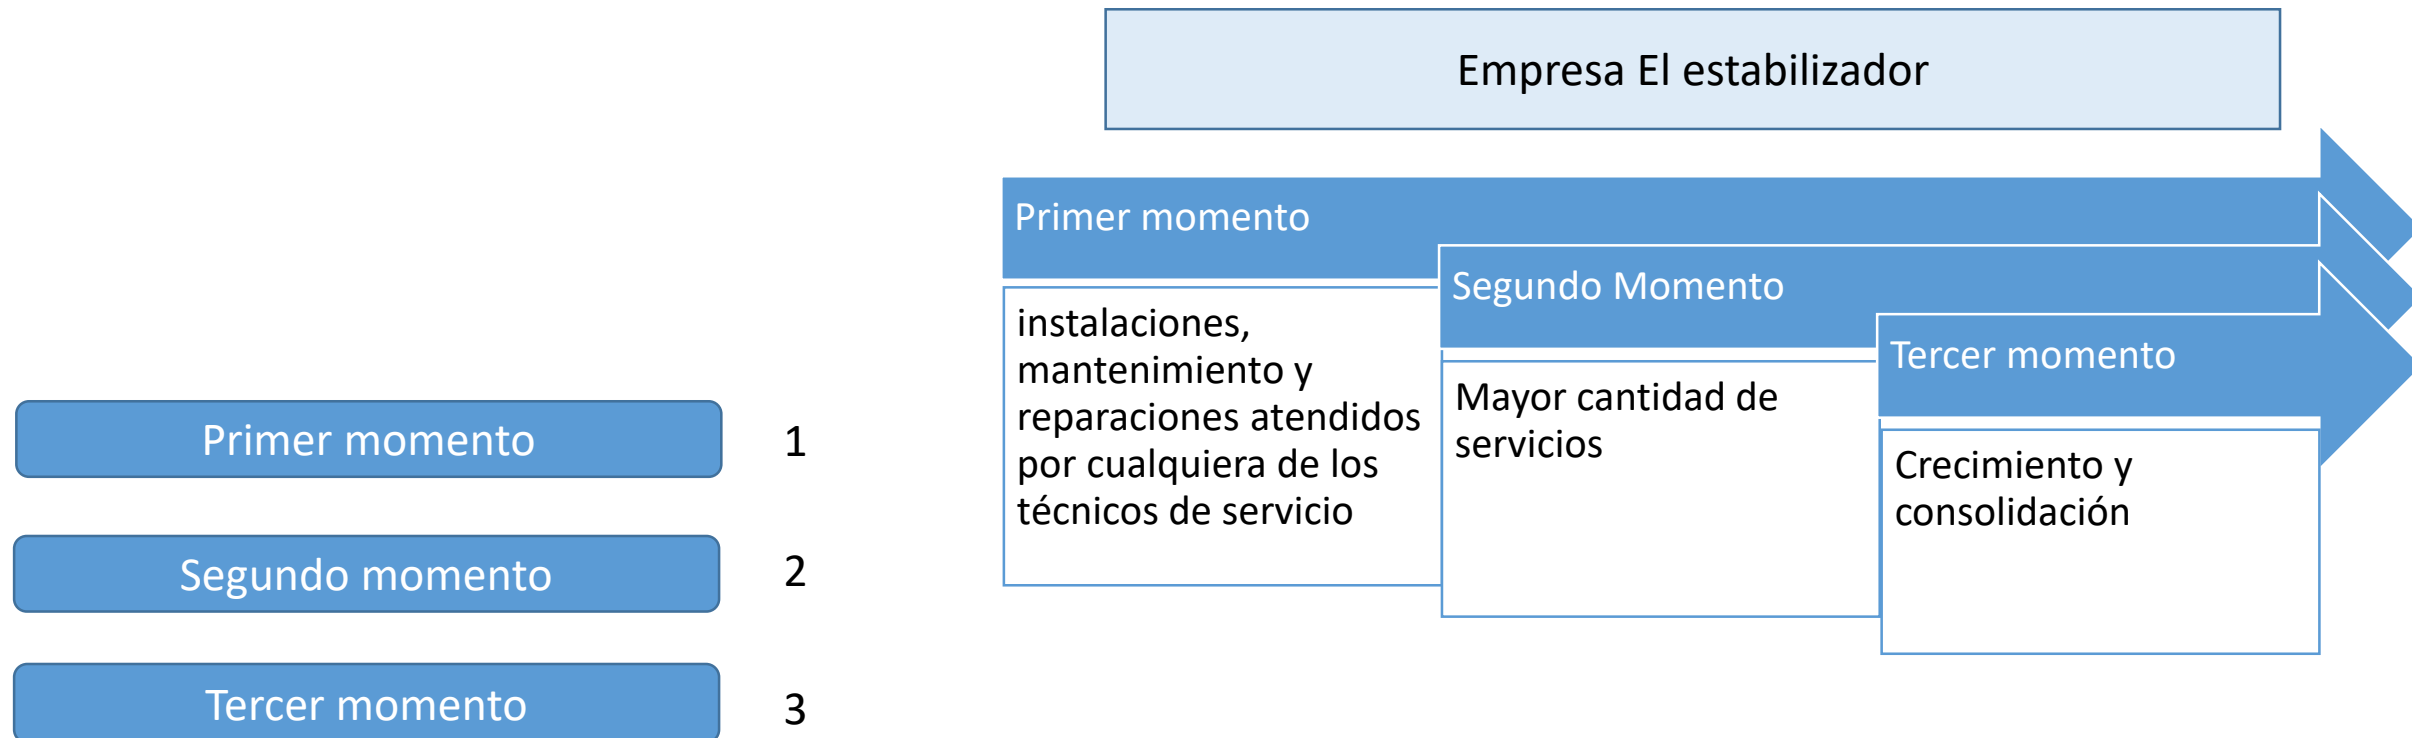 Empresa El estabilizador
Primer momento
instalaciones,
mantenimiento y
reparaciones atendidos
por cualquiera de los
técnicos de servicio
Segundo Momento
Mayor cantidad de
servicios
Tercer momento
Crecimiento y
consolidación
Primer momento 1
Segundo momento 2
Tercer momento 3